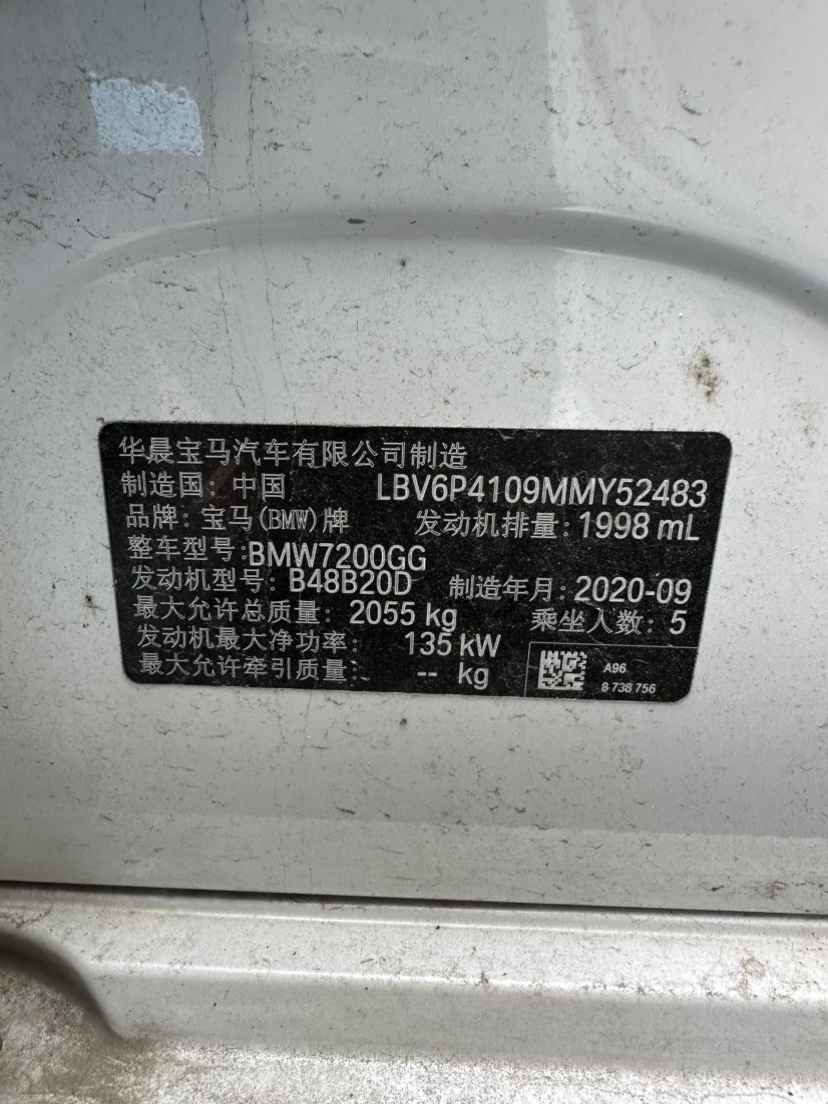 华晨宝马汽车有限公司制造
制造国: 中国 LBV6P4109MMY52483
品牌: 宝马(BMW)牌 发动机排量: 1998 mL
整车型号: BMW7200GG
发动机型号: B48B20D 制造年月: 2020-09
最大允许总质量: 2055 kg 乘坐人数: 5
发动机最大净功率: 135 kW
最大允许牵引质量: -- kg
A96
8 738 756